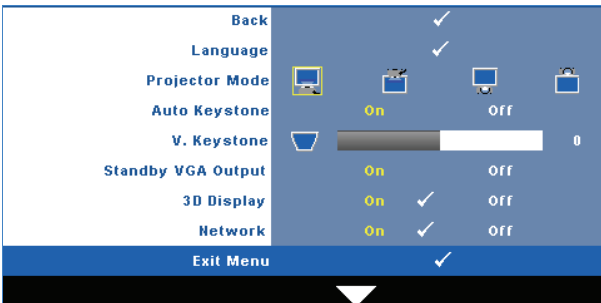 Back
Language
Projector Mode
Auto Keystone On Off
V. Keystone 0
Standby VGA Output On Off
3D Display On Off
Network On Off
Exit Menu